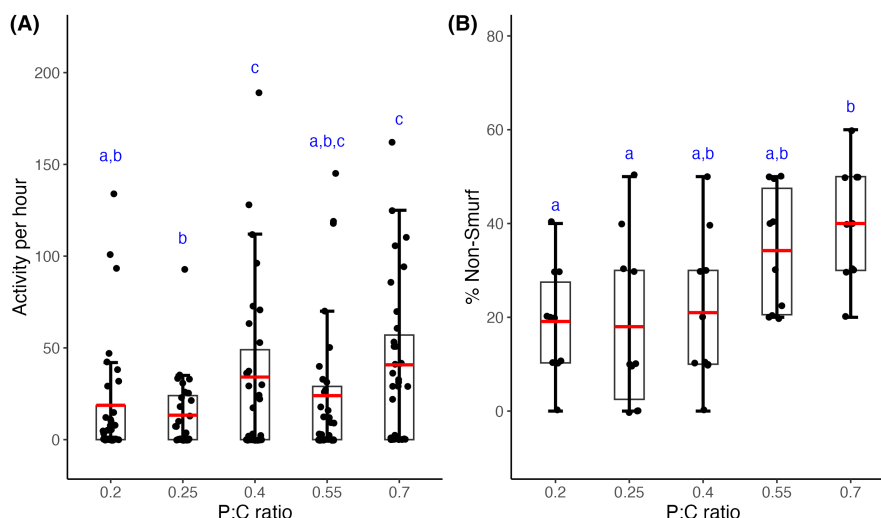 (A)
Activity per hour
200
150
100
50
0
a,b
b
c
a,b,c
c
0.2 0.25 0.4 0.55 0.7
P:C ratio
(B)
% Non-Smurf
80
60
40
20
0
a
a
a,b
a,b
b
0.2 0.25 0.4 0.55 0.7
P:C ratio